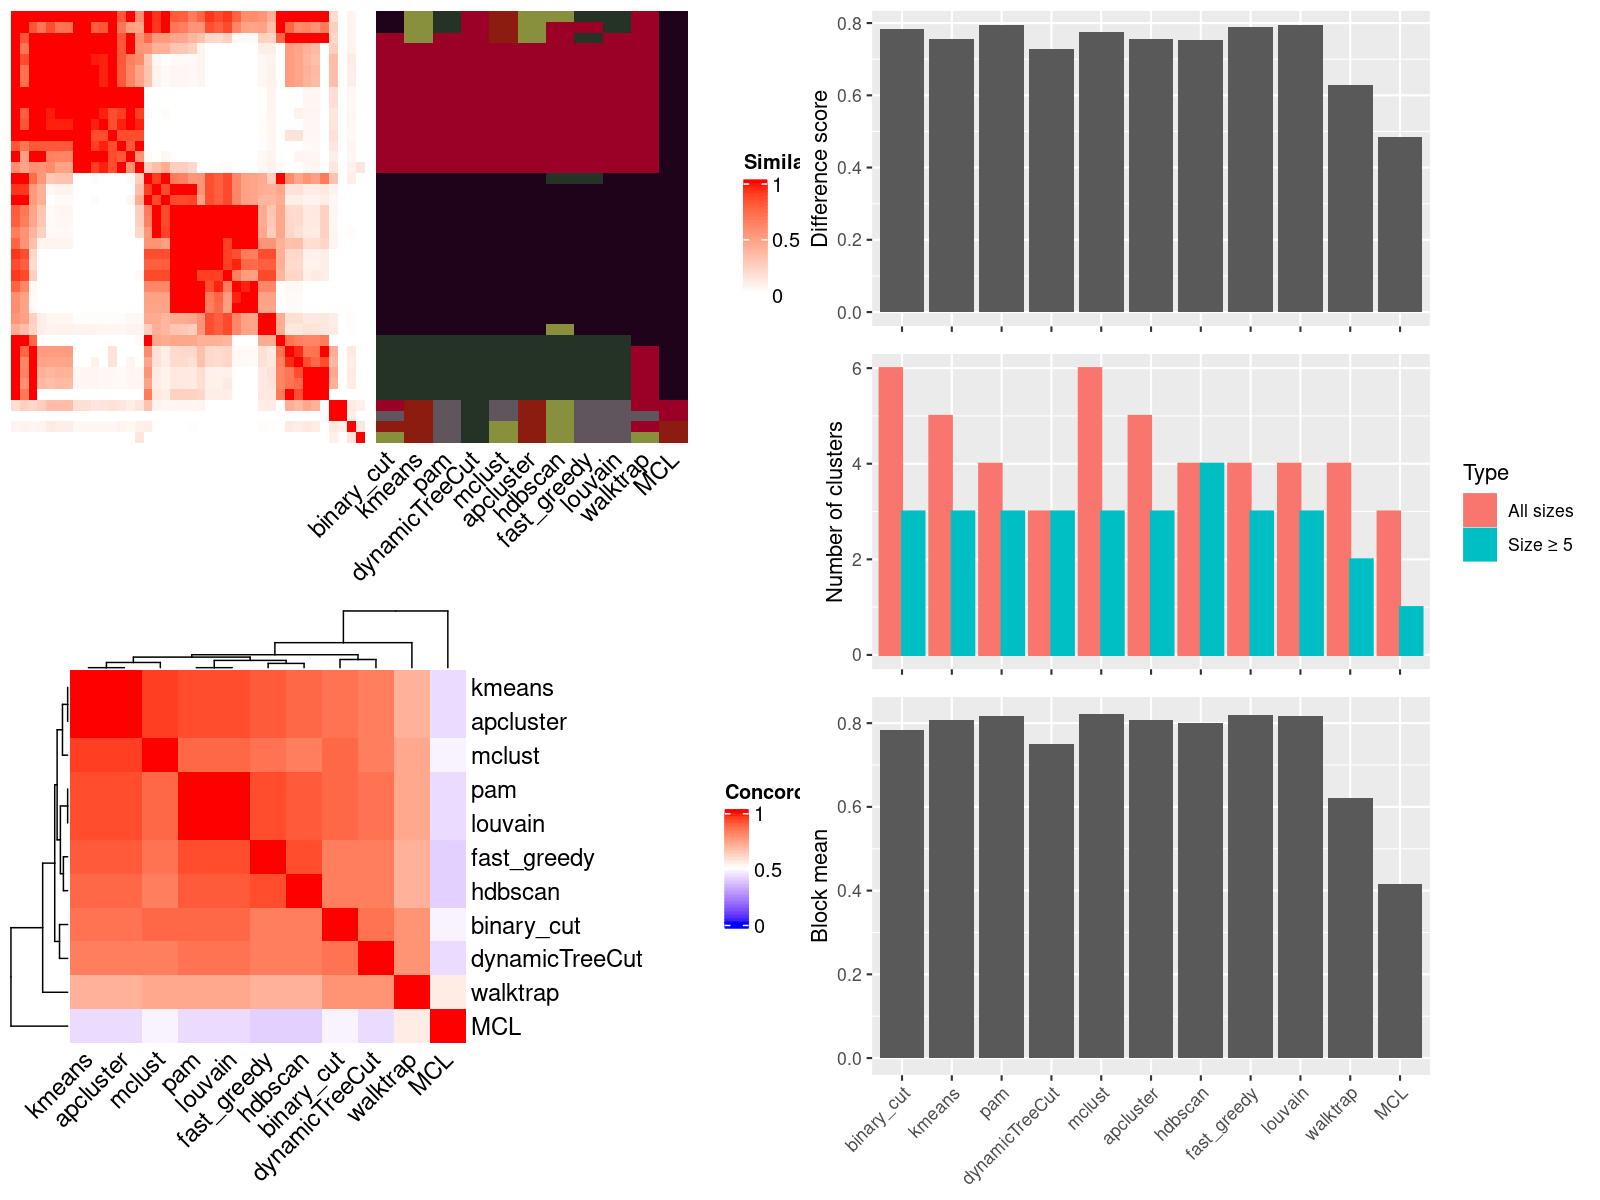 Simila
1
0.5
0
binary_cut
kmeans
pam
dynamicTreeCut
mclust
apcluster
hdbscan
fast_greedy
louvain
walktrap
MCL
kmeans
apcluster
mclust
pam
louvain
fast_greedy
hdbscan
binary_cut
dynamicTreeCut
walktrap
MCL
kmeans
apcluster
mclust
pam
louvain
fast_greedy
hdbscan
binary_cut
dynamicTreeCut
walktrap
MCL
Concord
1
0.5
0
Difference score
0.8
0.6
0.4
0.2
0.0
Number of clusters
6
4
2
0
Type
All sizes
Size ≥ 5
Block mean
0.8
0.6
0.4
0.2
0.0
binary_cut
kmeans
pam
dynamicTreeCut
mclust
apcluster
hdbscan
fast_greedy
louvain
walktrap
MCL